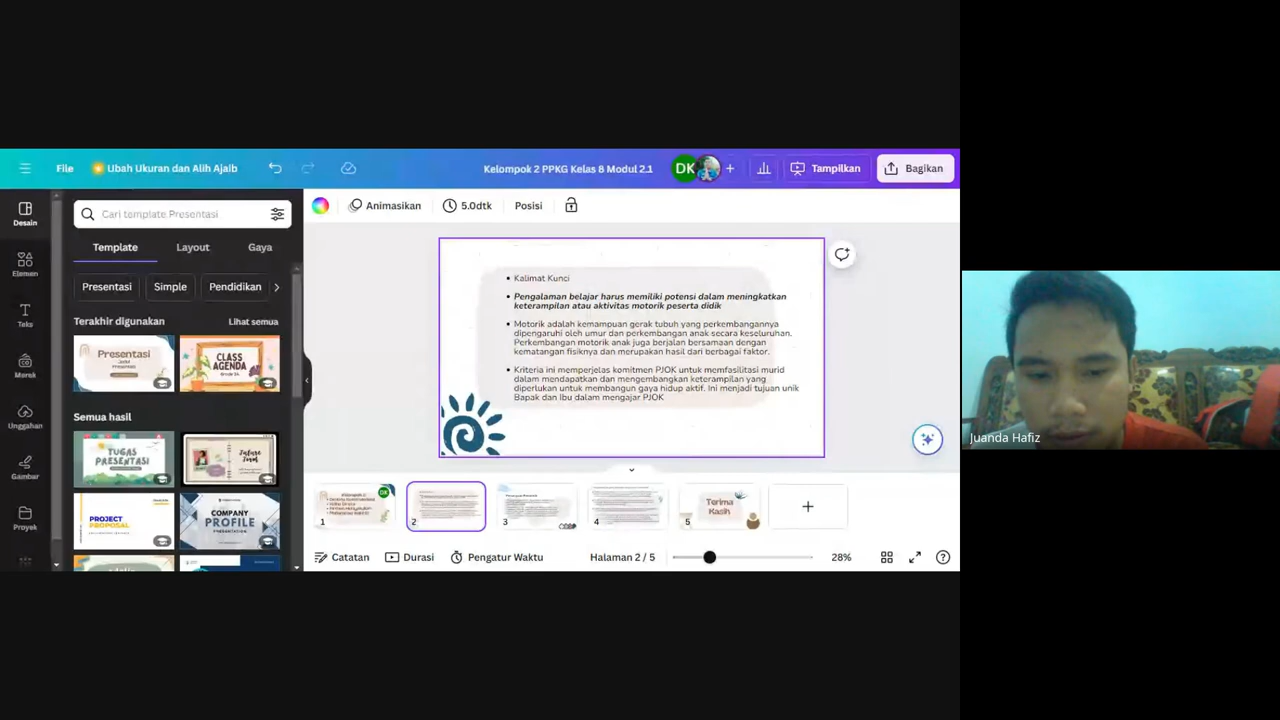 File
Ubah Ukuran dan Alih Ajaib
Kelompok 2 PPKG Kelas 8 Modul 2.1
DK
Tampilkan
Bagikan
Desain
Elemen
Teks
Merek
Unggahan
Gambar
Proyek
Cari template Presentasi
Template
Layout
Gaya
Presentasi
Simple
Pendidikan
Terakhir digunakan
Lihat semua
Presentasi
CLASS
AGENDA
Semua hasil
TUGAS
PRESENTASI
PROJECT
PROPOSAL
COMPANY
PROFILE
Animasikan
5.0dtk
Posisi
Kalimat Kunci
Pengalaman belajar harus memiliki potensi dalam meningkatkan
keterampilan atau aktivitas motorik peserta didik
Motorik adalah kemampuan gerak tubuh yang perkembangannya
dipengaruhi oleh umur dan perkembangan anak secara keseluruhan.
Perkembangan motorik anak juga berjalan bersamaan dengan
kematangan fisiknya dan merupakan hasil dari berbagai faktor.
Kriteria ini memperjelas komitmen PJOK untuk memfasilitasi murid
dalam mendapatkan dan mengembangkan keterampilan yang
diperlukan untuk membangun gaya hidup aktif. Ini menjadi tujuan unik
Bapak dan Ibu dalam mengajar PJOK
1
DK
2
3
4
5
Terima
Kasih
Catatan
Durasi
Pengatur Waktu
Halaman 2 / 5
28%
Juanda Hafiz